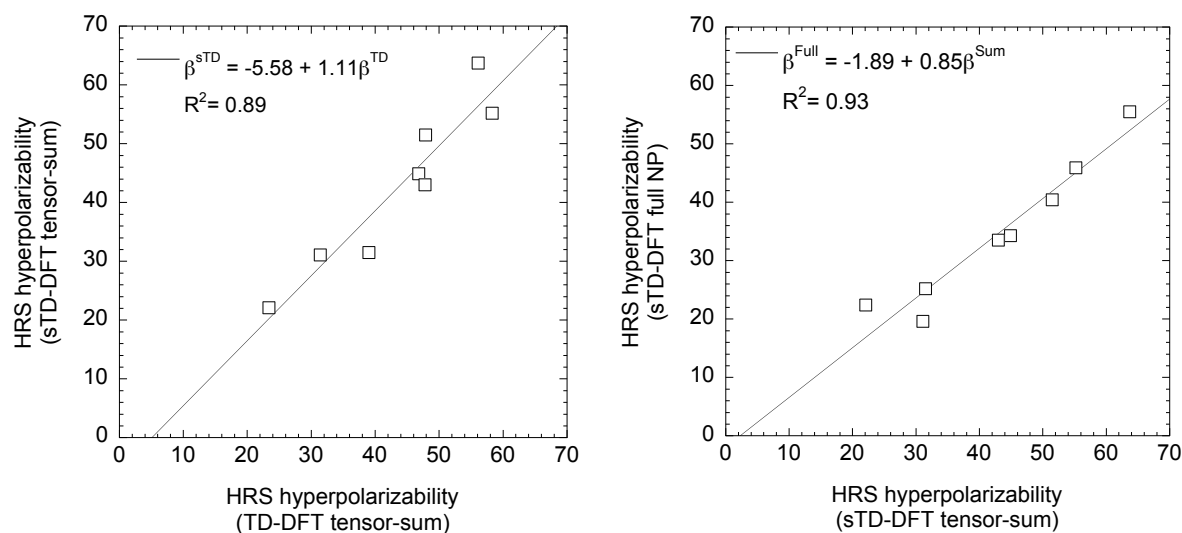 70
60
50
40
30
20
10
0
HRS hyperpolarizability
(sTD-DFT tensor-sum)
β^sTD = -5.58 + 1.11β^TD
R²= 0.89
0 10 20 30 40 50 60 70
HRS hyperpolarizability
(TD-DFT tensor-sum)
70
60
50
40
30
20
10
0
HRS hyperpolarizability
(sTD-DFT full NP)
β^Full = -1.89 + 0.85β^Sum
R²= 0.93
0 10 20 30 40 50 60 70
HRS hyperpolarizability
(sTD-DFT tensor-sum)